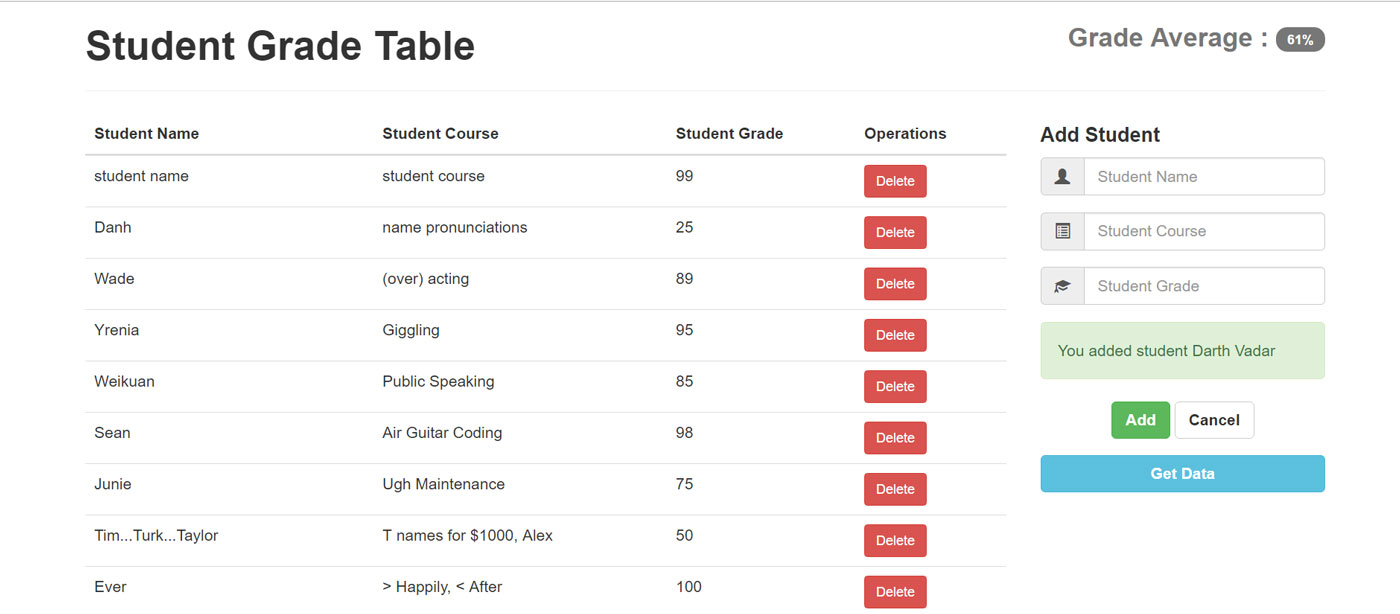 Student Grade Table
Grade Average : 61%
Student Name Student Course Student Grade Operations
student name student course 99 Delete
Danh name pronunciations 25 Delete
Wade (over) acting 89 Delete
Yrenia Giggling 95 Delete
Weikuan Public Speaking 85 Delete
Sean Air Guitar Coding 98 Delete
Junie Ugh Maintenance 75 Delete
Tim...Turk...Taylor T names for $1000, Alex 50 Delete
Ever > Happily, < After 100 Delete
Add Student
Student Name
Student Course
Student Grade
You added student Darth Vadar
Add Cancel
Get Data